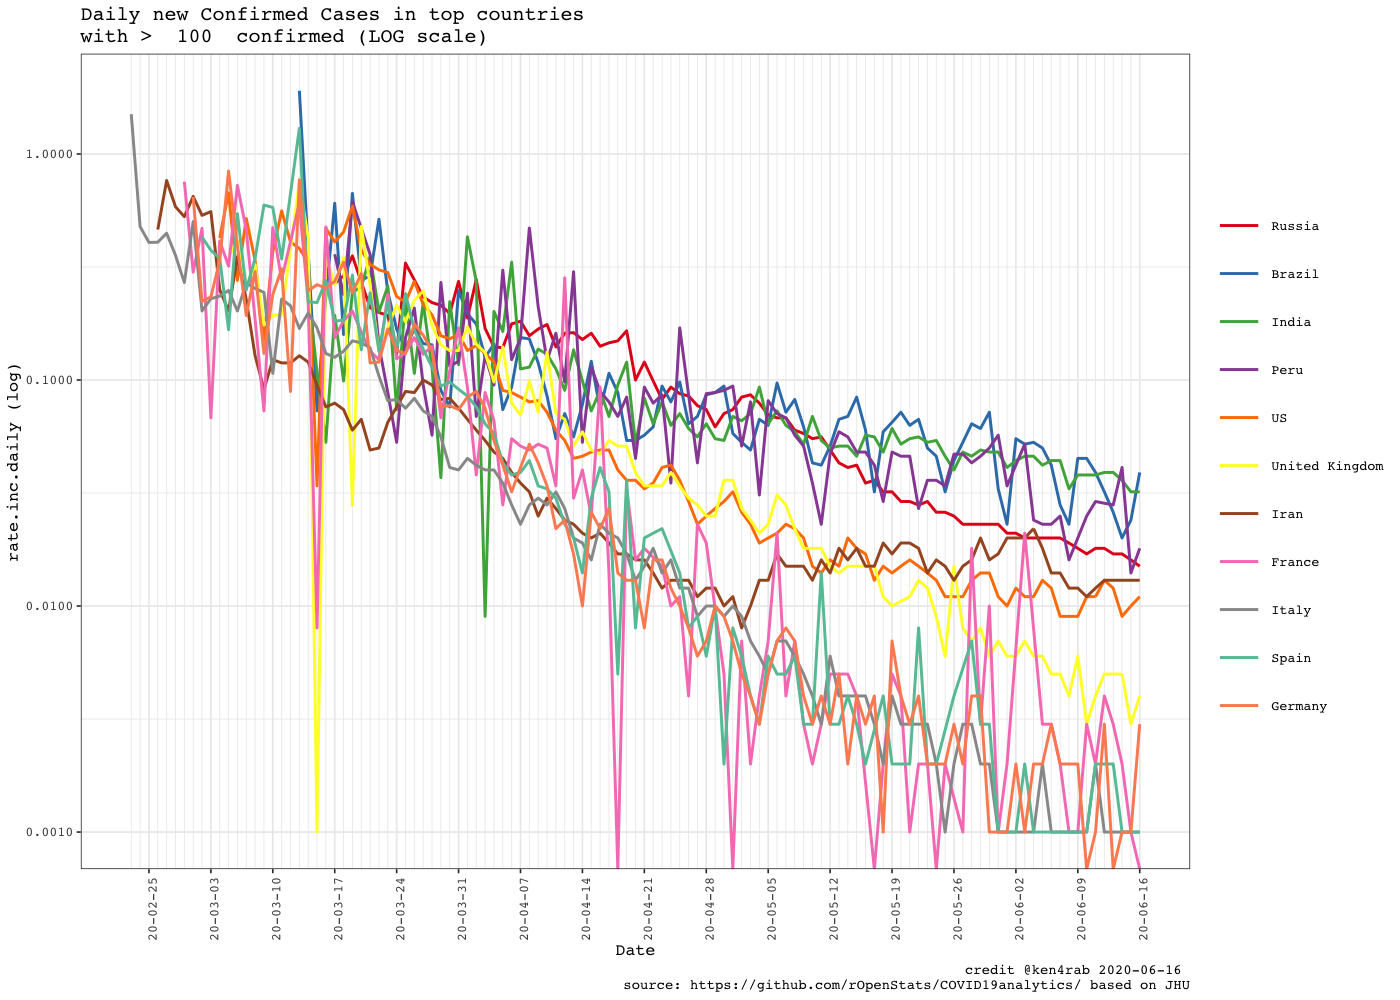 Daily new Confirmed Cases in top countries
with >  100  confirmed (LOG scale)
rate.inc.daily (log)
1.0000
0.1000
0.0100
0.0010
20-02-25
20-03-03
20-03-10
20-03-17
20-03-24
20-03-31
20-04-07
20-04-14
20-04-21
20-04-28
20-05-05
20-05-12
20-05-19
20-05-26
20-06-02
20-06-09
20-06-16
Date
Russia
Brazil
India
Peru
US
United Kingdom
Iran
France
Italy
Spain
Germany
credit @ken4rab 2020-06-16
source: https://github.com/rOpenStats/COVID19analytics/ based on JHU